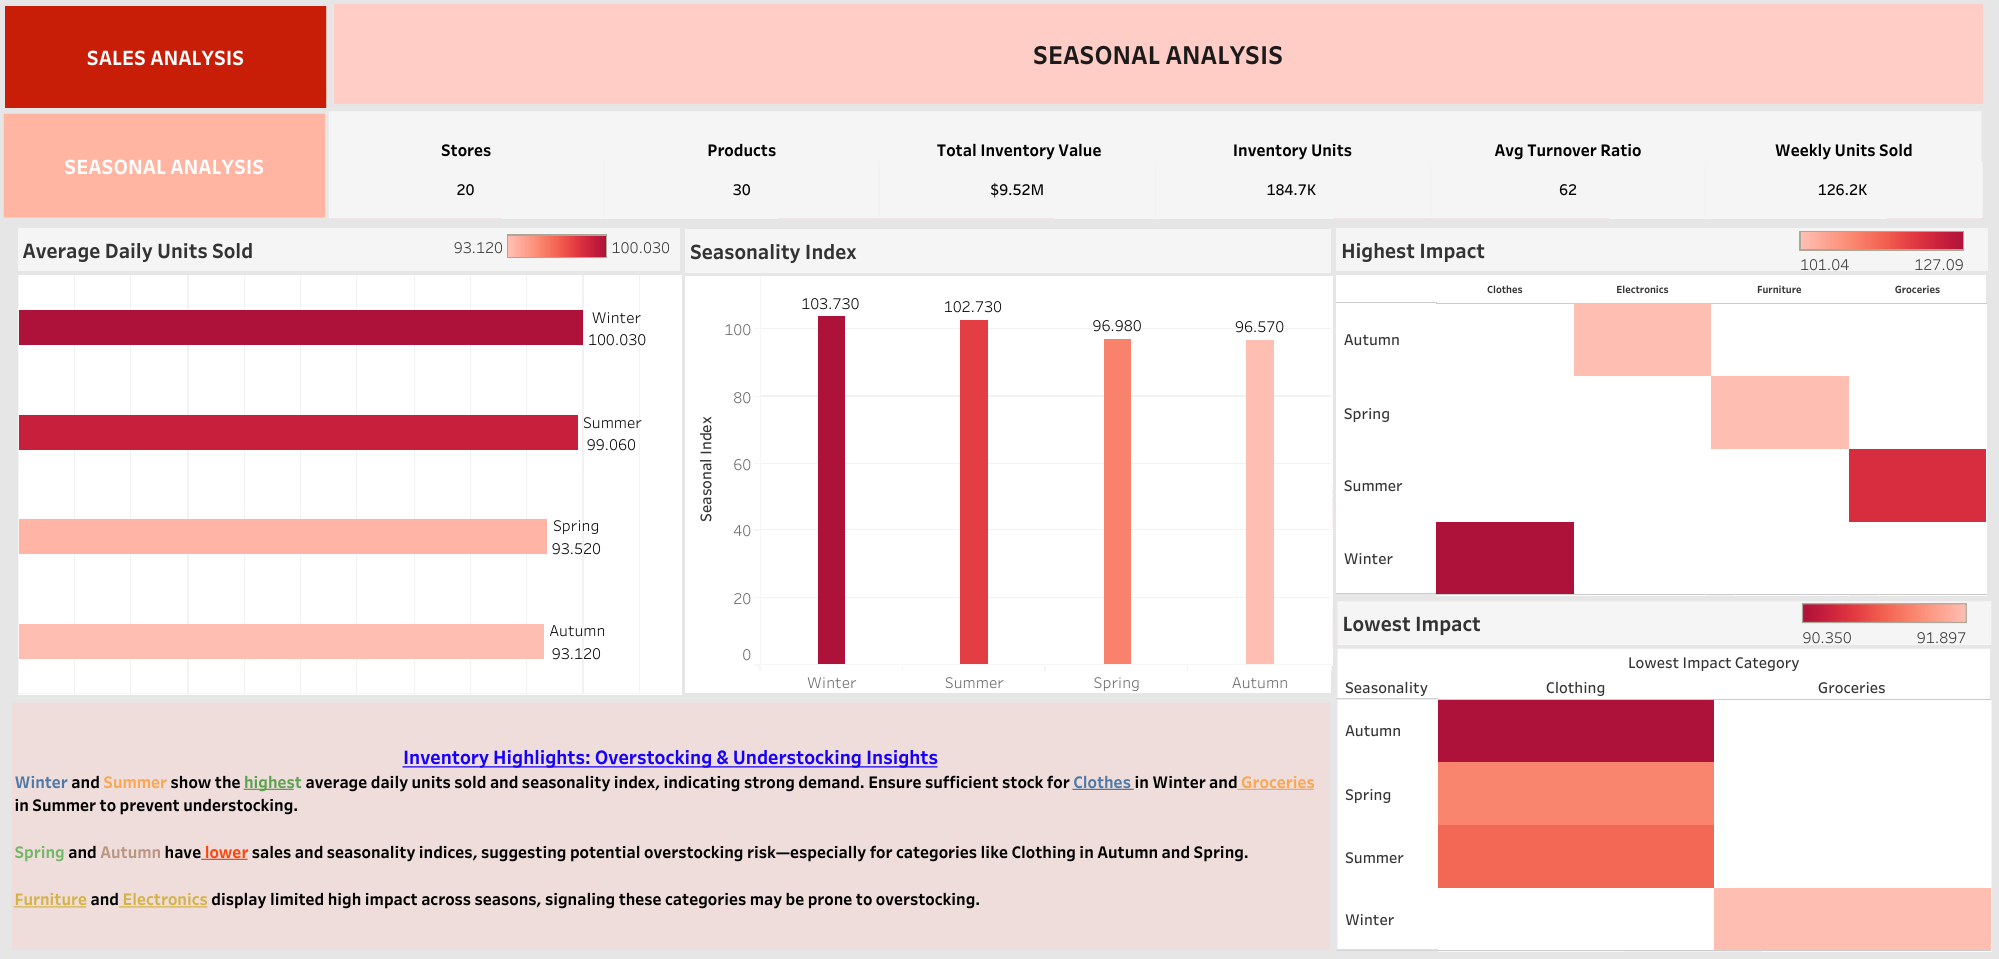 SALES ANALYSIS
SEASONAL ANALYSIS
SEASONAL ANALYSIS
Stores
Products
Total Inventory Value
Inventory Units
Avg Turnover Ratio
Weekly Units Sold
20
30
$9.52M
184.7K
62
126.2K
Average Daily Units Sold
93.120
100.030
Winter
100.030
Summer
99.060
Spring
93.520
Autumn
93.120
Seasonality Index
Seasonal Index
100
80
60
40
20
0
103.730
102.730
96.980
96.570
Winter
Summer
Spring
Autumn
Highest Impact
101.04
127.09
Clothes
Electronics
Furniture
Groceries
Autumn
Spring
Summer
Winter
Lowest Impact
90.350
91.897
Lowest Impact Category
Seasonality
Clothing
Groceries
Autumn
Spring
Summer
Winter
Inventory Highlights: Overstocking & Understocking Insights
Winter and Summer show the highest average daily units sold and seasonality index, indicating strong demand. Ensure sufficient stock for Clothes in Winter and Groceries
in Summer to prevent understocking.
Spring and Autumn have lower sales and seasonality indices, suggesting potential overstocking risk—especially for categories like Clothing in Autumn and Spring.
Furniture and Electronics display limited high impact across seasons, signaling these categories may be prone to overstocking.